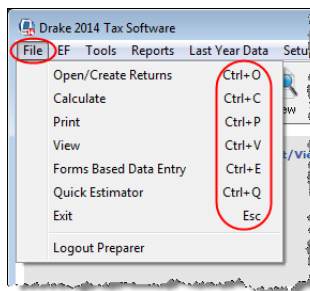 Drake 2014 Tax Software
File EF Tools Reports Last Year Data Setu
Open/Create Returns Ctrl+O
Calculate Ctrl+C
Print Ctrl+P
View Ctrl+V
Forms Based Data Entry Ctrl+E
Quick Estimator Ctrl+Q
Exit Esc
Logout Preparer